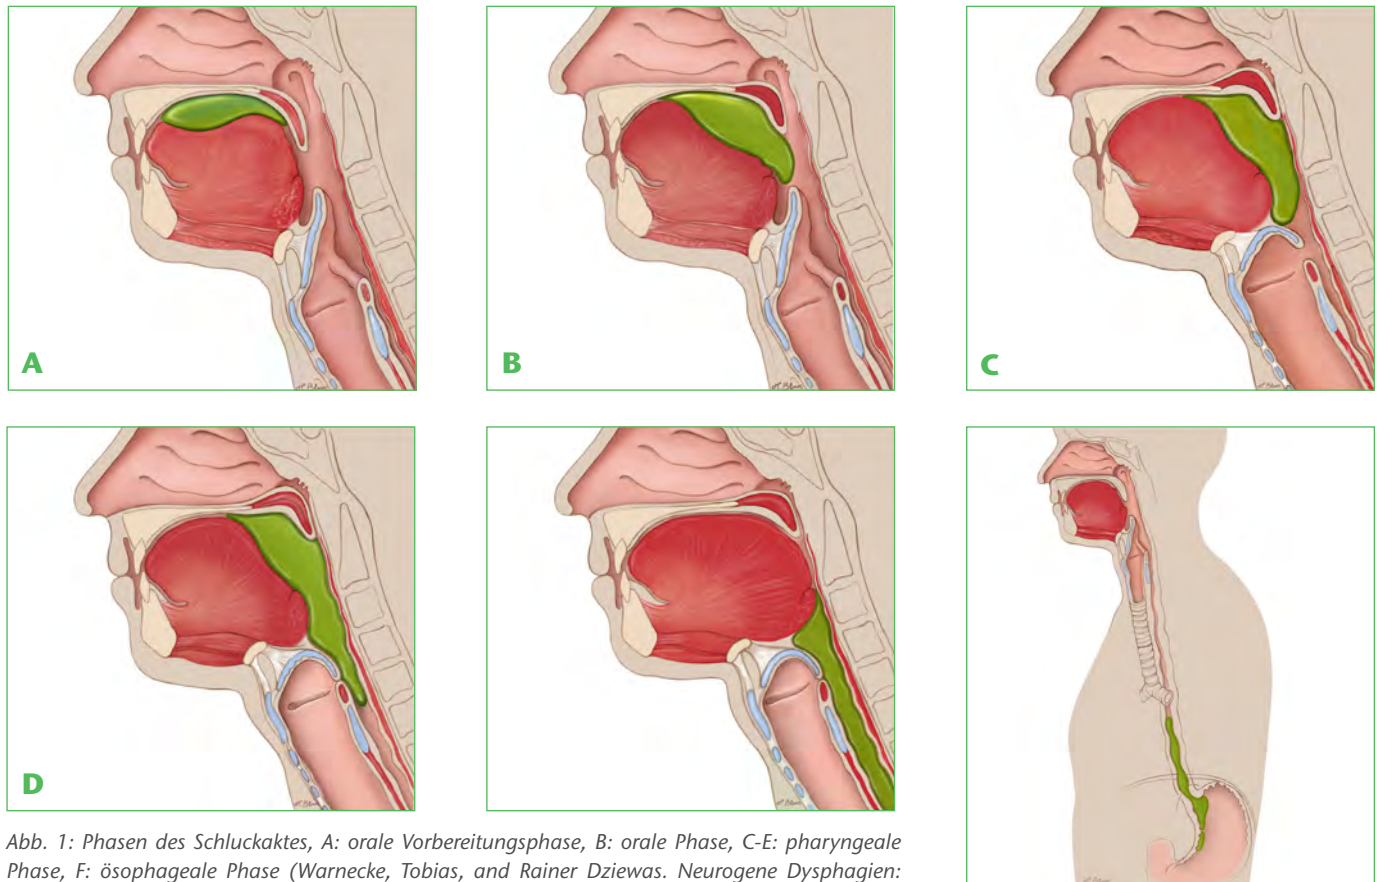 A
B
C
D
Abb. 1: Phasen des Schluckaktes, A: orale Vorbereitungsphase, B: orale Phase, C-E: pharyngeale
Phase, F: ösophageale Phase (Warnecke, Tobias, and Rainer Dziewas. Neurogene Dysphagien: